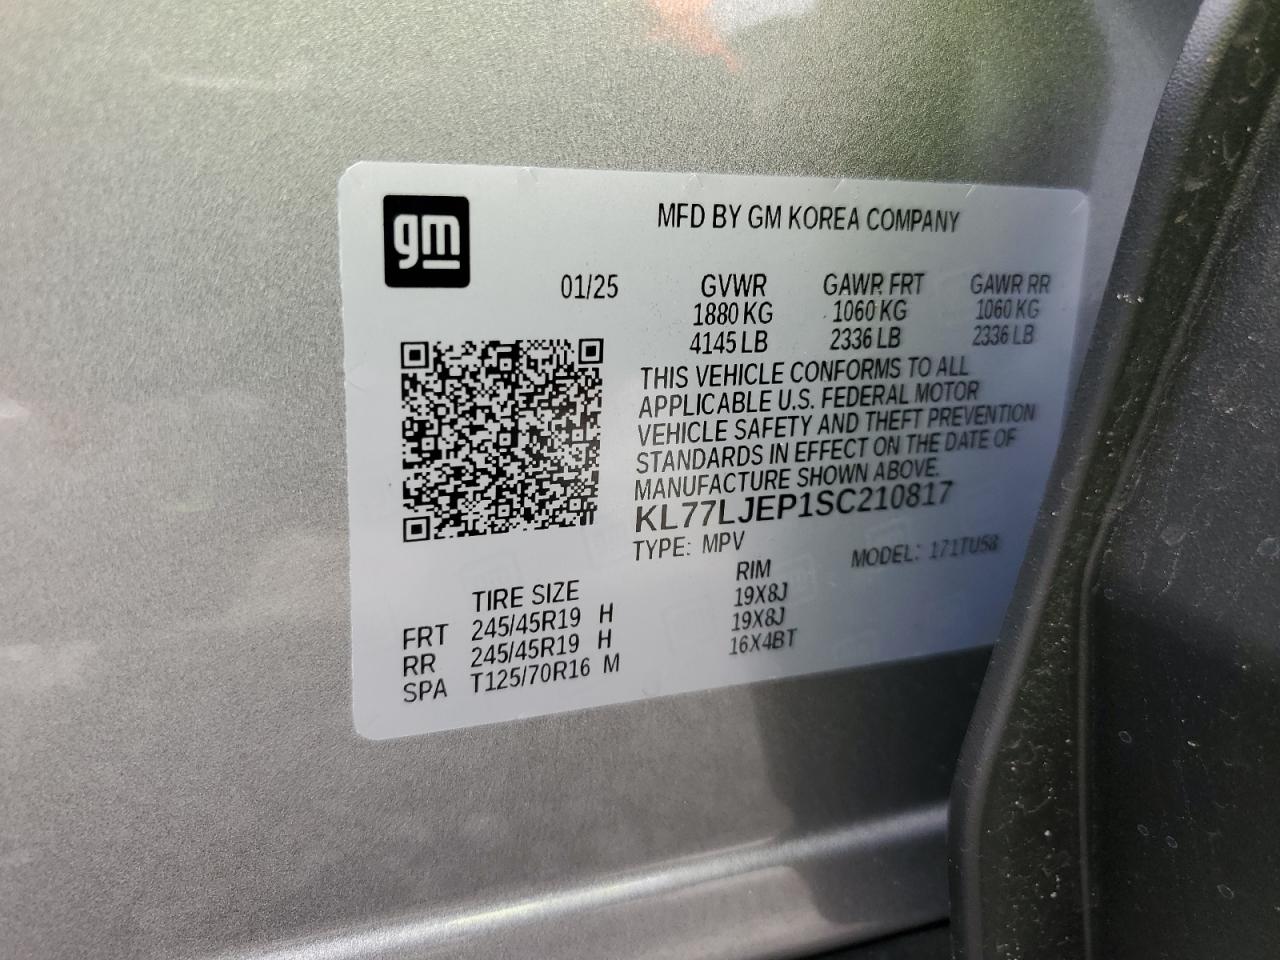 gm
MFD BY GM KOREA COMPANY
01/25 GVWR GAWR FRT GAWR RR
1880 KG 1060 KG 1060 KG
4145 LB 2336 LB 2336 LB
THIS VEHICLE CONFORMS TO ALL
APPLICABLE U.S. FEDERAL MOTOR
VEHICLE SAFETY AND THEFT PREVENTION
STANDARDS IN EFFECT ON THE DATE OF
MANUFACTURE SHOWN ABOVE.
KL77LJEP1SC210817
TYPE: MPV MODEL: 171TU58
TIRE SIZE RIM
FRT 245/45R19 H 19X8J
RR 245/45R19 H 19X8J
SPA T125/70R16 M 16X4BT